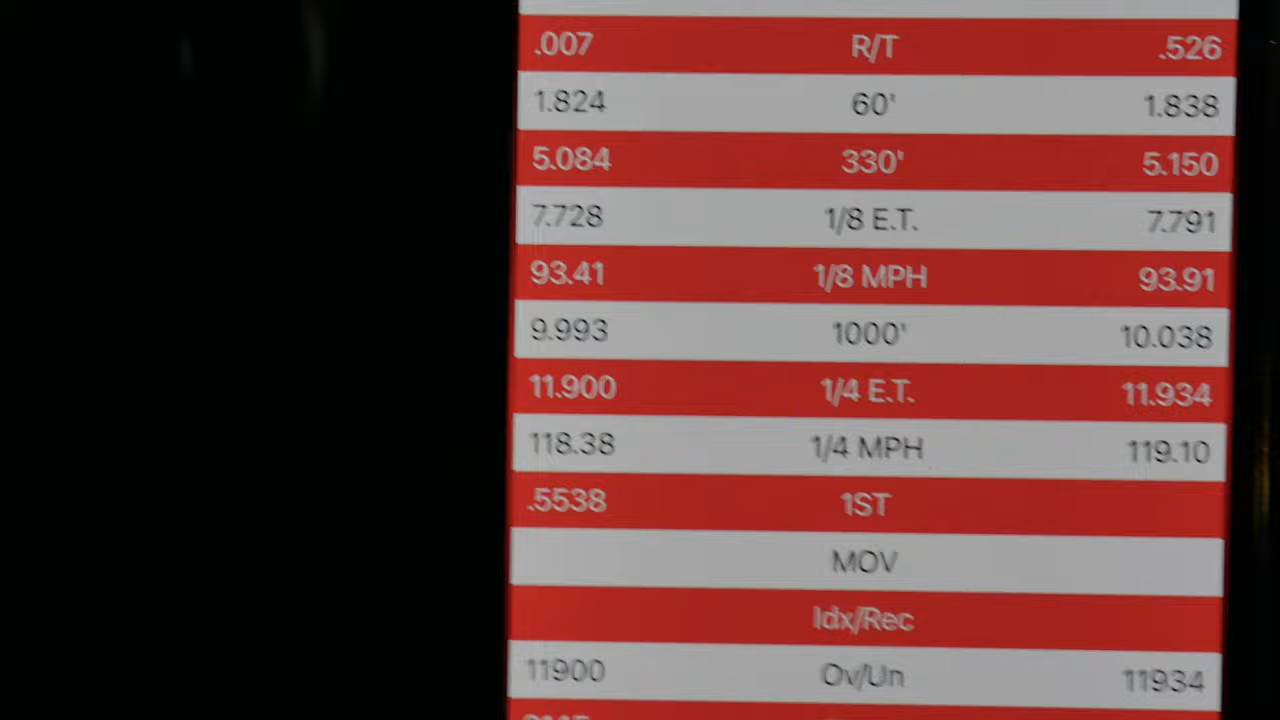 .007 R/T .526
1.824 60' 1.838
5.084 330' 5.150
7.728 1/8 E.T. 7.791
93.41 1/8 MPH 93.91
9.993 1000' 10.038
11.900 1/4 E.T. 11.934
118.38 1/4 MPH 119.10
.5538 1ST
MOV
Idx/Rec
11900 Ov/Un 11934